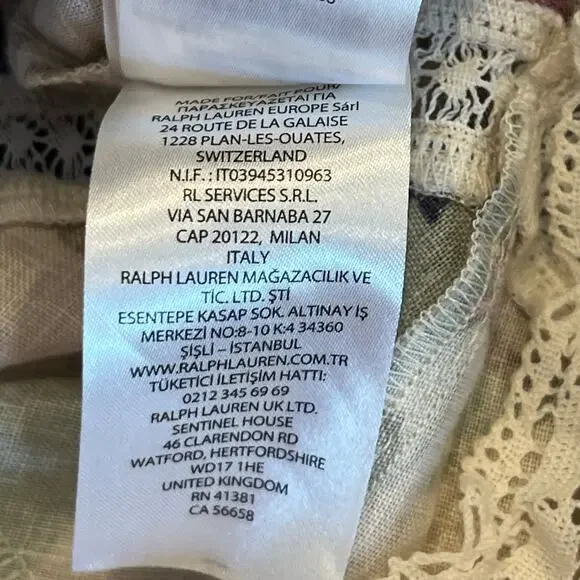 MADE FOR/FAIT POUR/
ΠΑΡΑΣΚΕΥΑΖΕΤΑΙ ΓΙΑ
RALPH LAUREN EUROPE Sárl
24 ROUTE DE LA GALAISE
1228 PLAN-LES-OUATES,
SWITZERLAND
N.I.F.: IT03945310963
RL SERVICES S.R.L.
VIA SAN BARNABA 27
CAP 20122, MILAN
ITALY
RALPH LAUREN MAĞAZACILIK VE
TİC. LTD. ŞTİ
ESENTEPE KASAP SOK. ALTINAY İŞ
MERKEZİ NO:8-10 K:4 34360
ŞİŞLİ – İSTANBUL
WWW.RALPHLAUREN.COM.TR
TÜKETİCİ İLETİŞİM HATTI:
0212 345 69 69
RALPH LAUREN UK LTD.
SENTINEL HOUSE
46 CLARENDON RD
WATFORD, HERTFORDSHIRE
WD17 1HE
UNITED KINGDOM
RN 41381
CA 56658